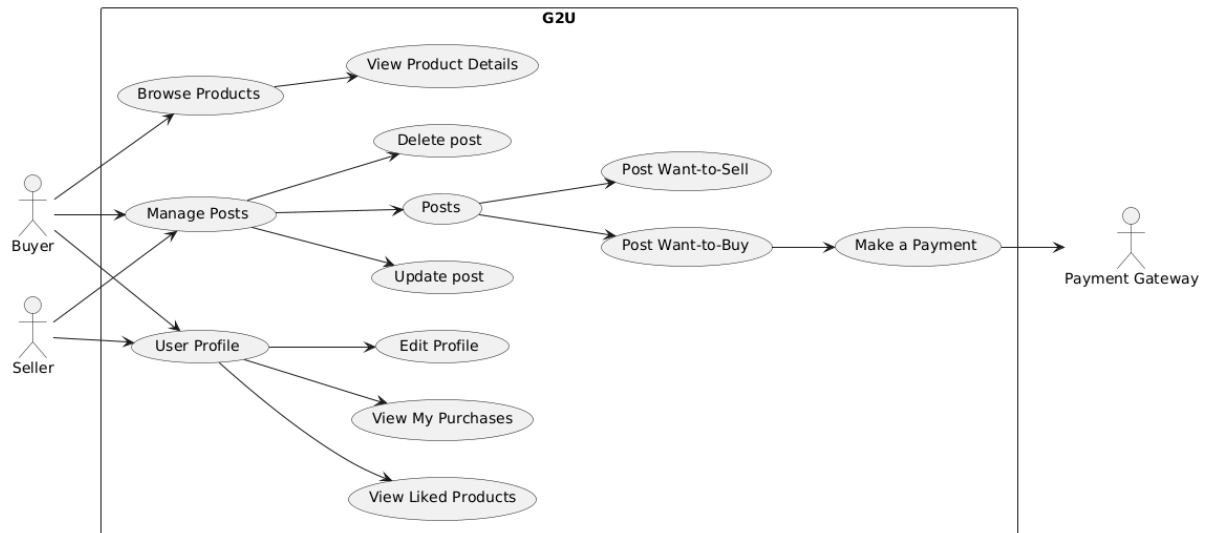 G2U
View Product Details
Browse Products
Delete post
Post Want-to-Sell
Posts
Manage Posts
Buyer
Post Want-to-Buy
Make a Payment
Payment Gateway
Update post
User Profile
Edit Profile
Seller
View My Purchases
View Liked Products